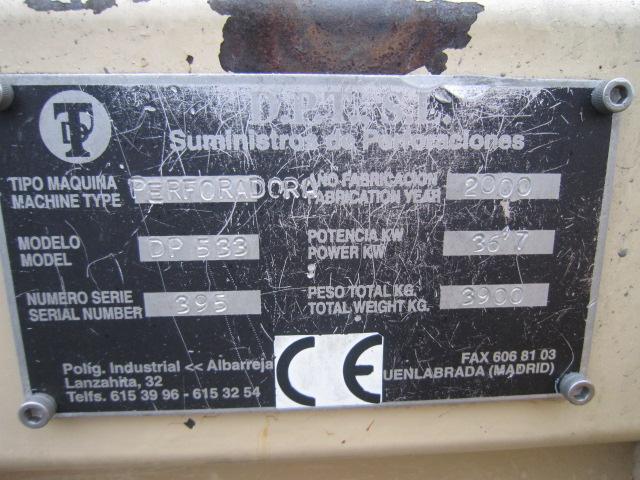 T
DP
D.P.T. S.L.
Suministros de Perforaciones
TIPO MAQUINA
MACHINE TYPE
PERFORADORA
AÑO FABRICACION
FABRICATION YEAR
2000
MODELO
MODEL
DP 533
POTENCIA KW
POWER KW
36'7
NUMERO SERIE
SERIAL NUMBER
395
PESO TOTAL KG.
TOTAL WEIGHT KG.
3900
Políg. Industrial << Albarreja
Lanzahita, 32
Telfs. 615 39 96 - 615 32 54
CE
FAX 606 81 03
UENLABRADA (MADRID)